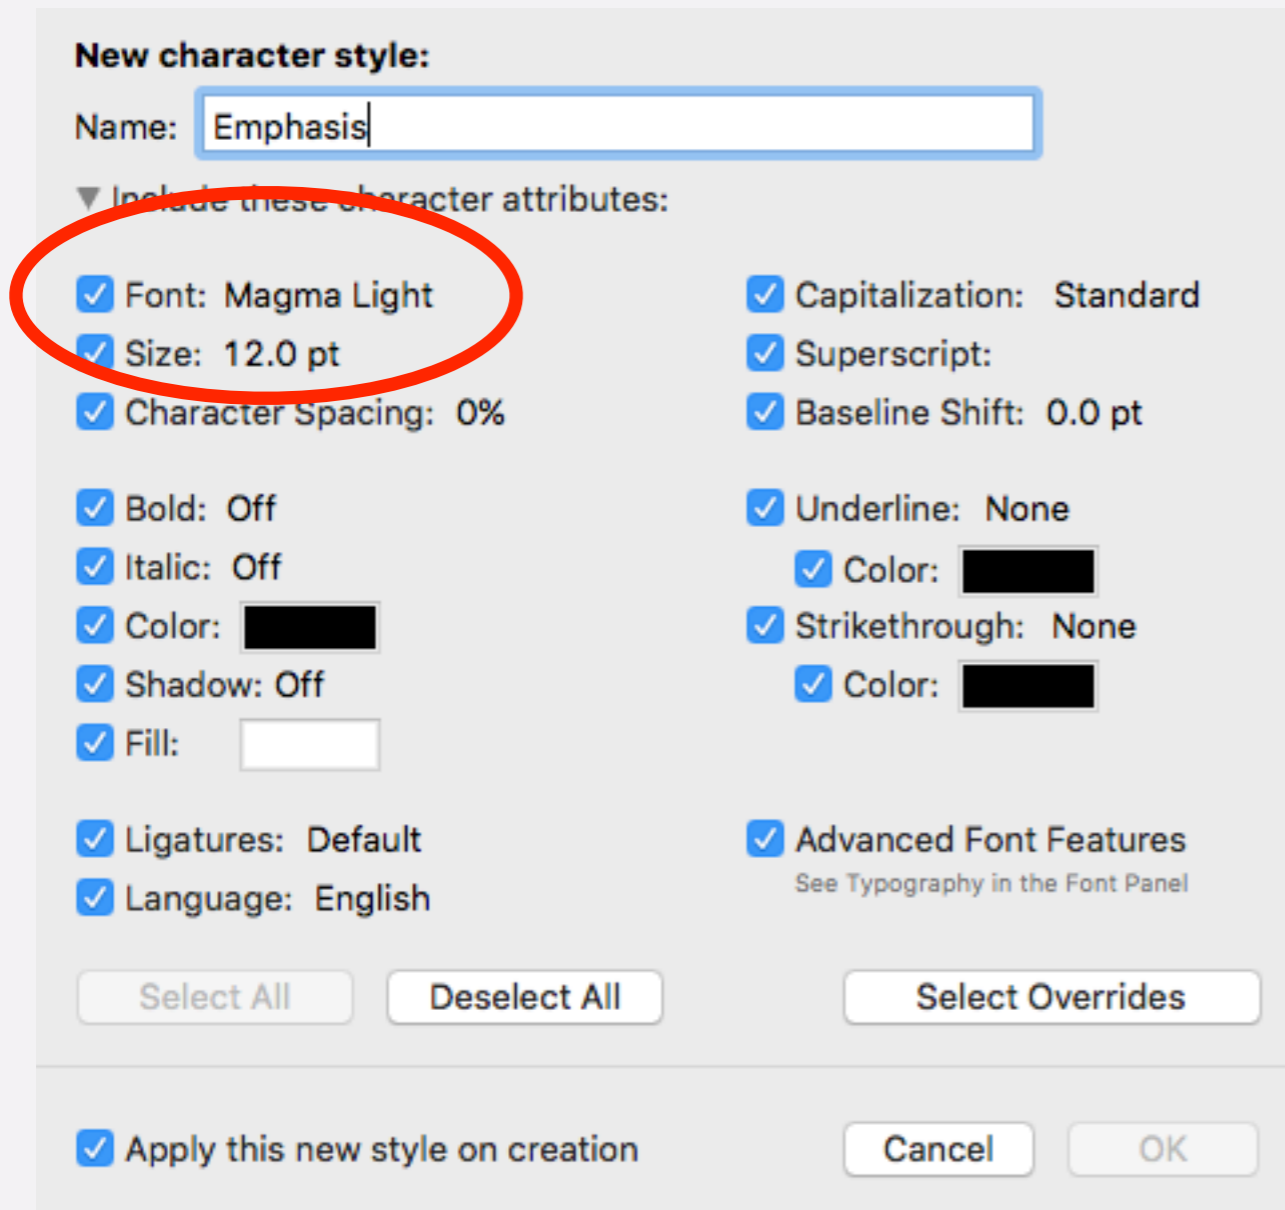 New character style:
Name: Emphasis
Include these character attributes:
Font: Magma Light
Size: 12.0 pt
Character Spacing: 0%
Capitalization: Standard
Superscript:
Baseline Shift: 0.0 pt
Bold: Off
Italic: Off
Color:
Shadow: Off
Fill:
Underline: None
Color:
Strikethrough: None
Color:
Ligatures: Default
Language: English
Advanced Font Features
See Typography in the Font Panel
Select All
Deselect All
Select Overrides
Apply this new style on creation
Cancel
OK